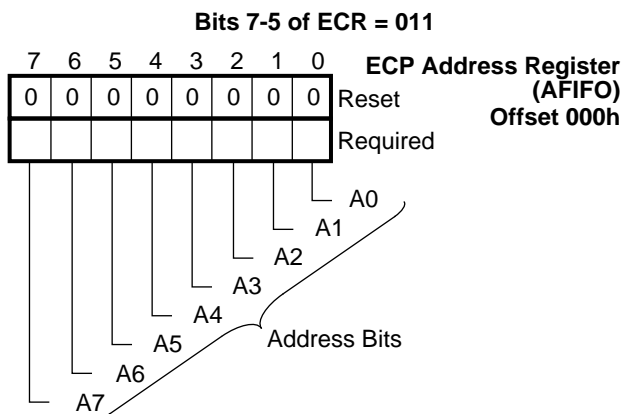 Bits 7-5 of ECR = 011
7 6 5 4 3 2 1 0
ECP Address Register
(AFIFO)
Offset 000h
0 0 0 0 0 0 0 0 Reset
Required
A0
A1
A2
A3
A4
A5
A6
A7
Address Bits